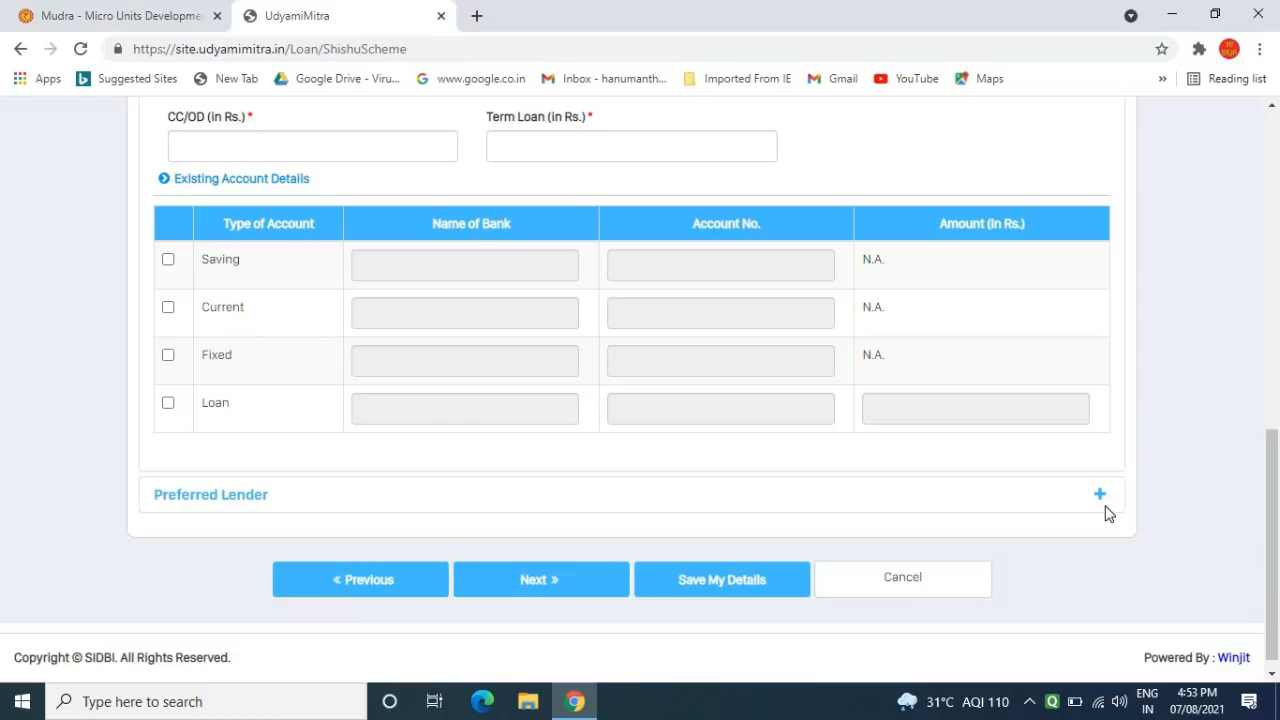 Mudra - Micro Units Developme
UdyamiMitra
https://site.udyamimitra.in/Loan/ShishuScheme
Apps
Suggested Sites
New Tab
Google Drive - Viru...
www.google.co.in
Inbox - hanumanth...
Imported From IE
Gmail
YouTube
Maps
»
Reading list
CC/OD (in Rs.) *
Term Loan (in Rs.) *
Existing Account Details
Type of Account Name of Bank Account No. Amount (in Rs.)
Saving N.A.
Current N.A.
Fixed N.A.
Loan
Preferred Lender +
« Previous
Next »
Save My Details
Cancel
Copyright © SIDBI. All Rights Reserved.
Powered By : Winjit
Type here to search
31°C AQI 110
ENG
IN
4:53 PM
07/08/2021